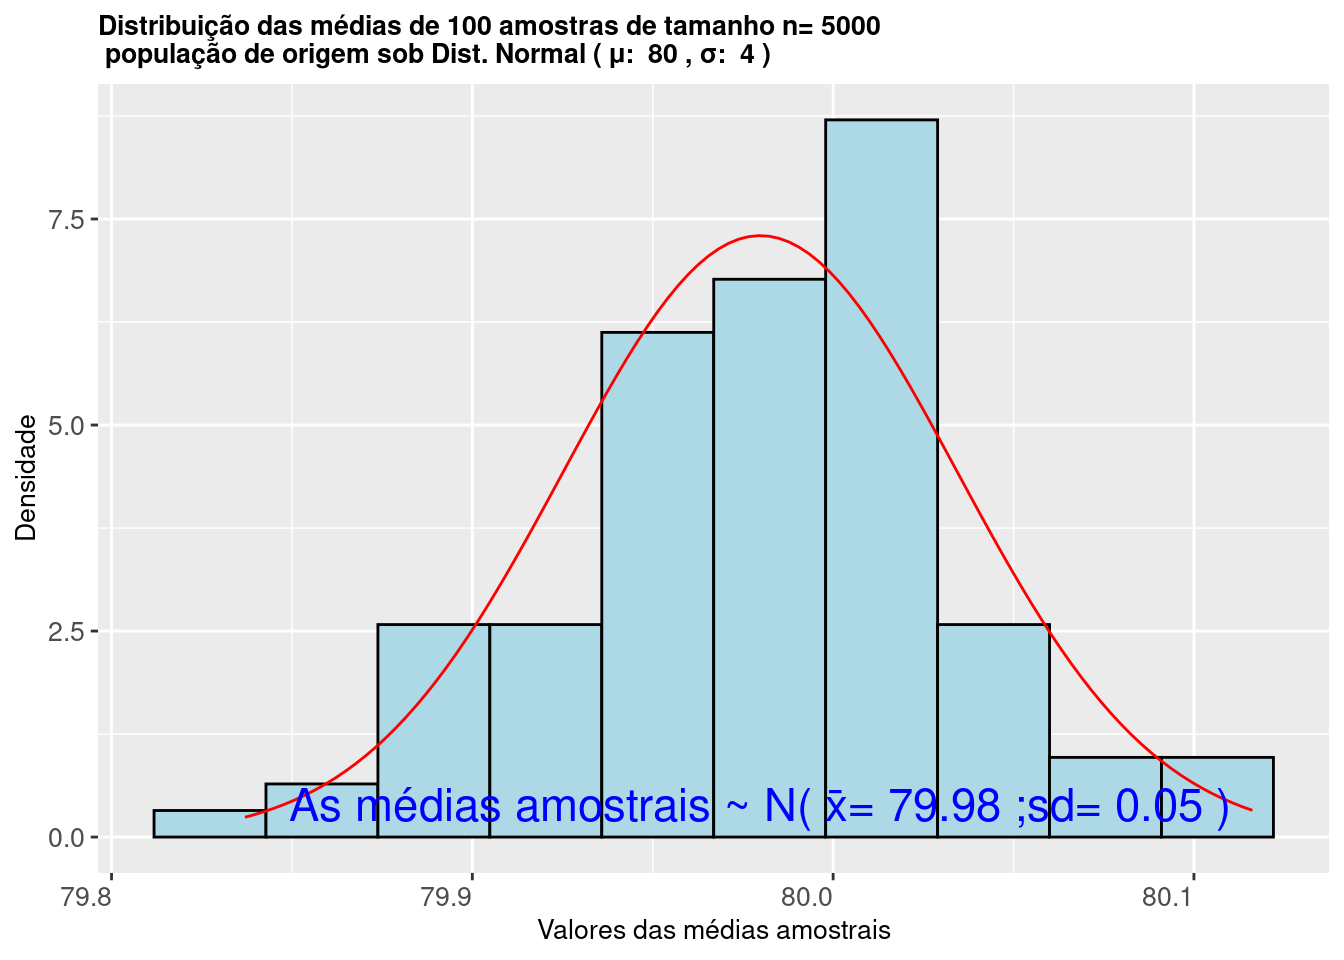 Distribuição das médias de 100 amostras de tamanho n= 5000
população de origem sob Dist. Normal ( μ:  80 , σ:  4 )
7.5
5.0
2.5
0.0
Densidade
As médias amostrais ~ N( x̄= 79.98 ;sd= 0.05 )
79.8 79.9 80.0 80.1
Valores das médias amostrais